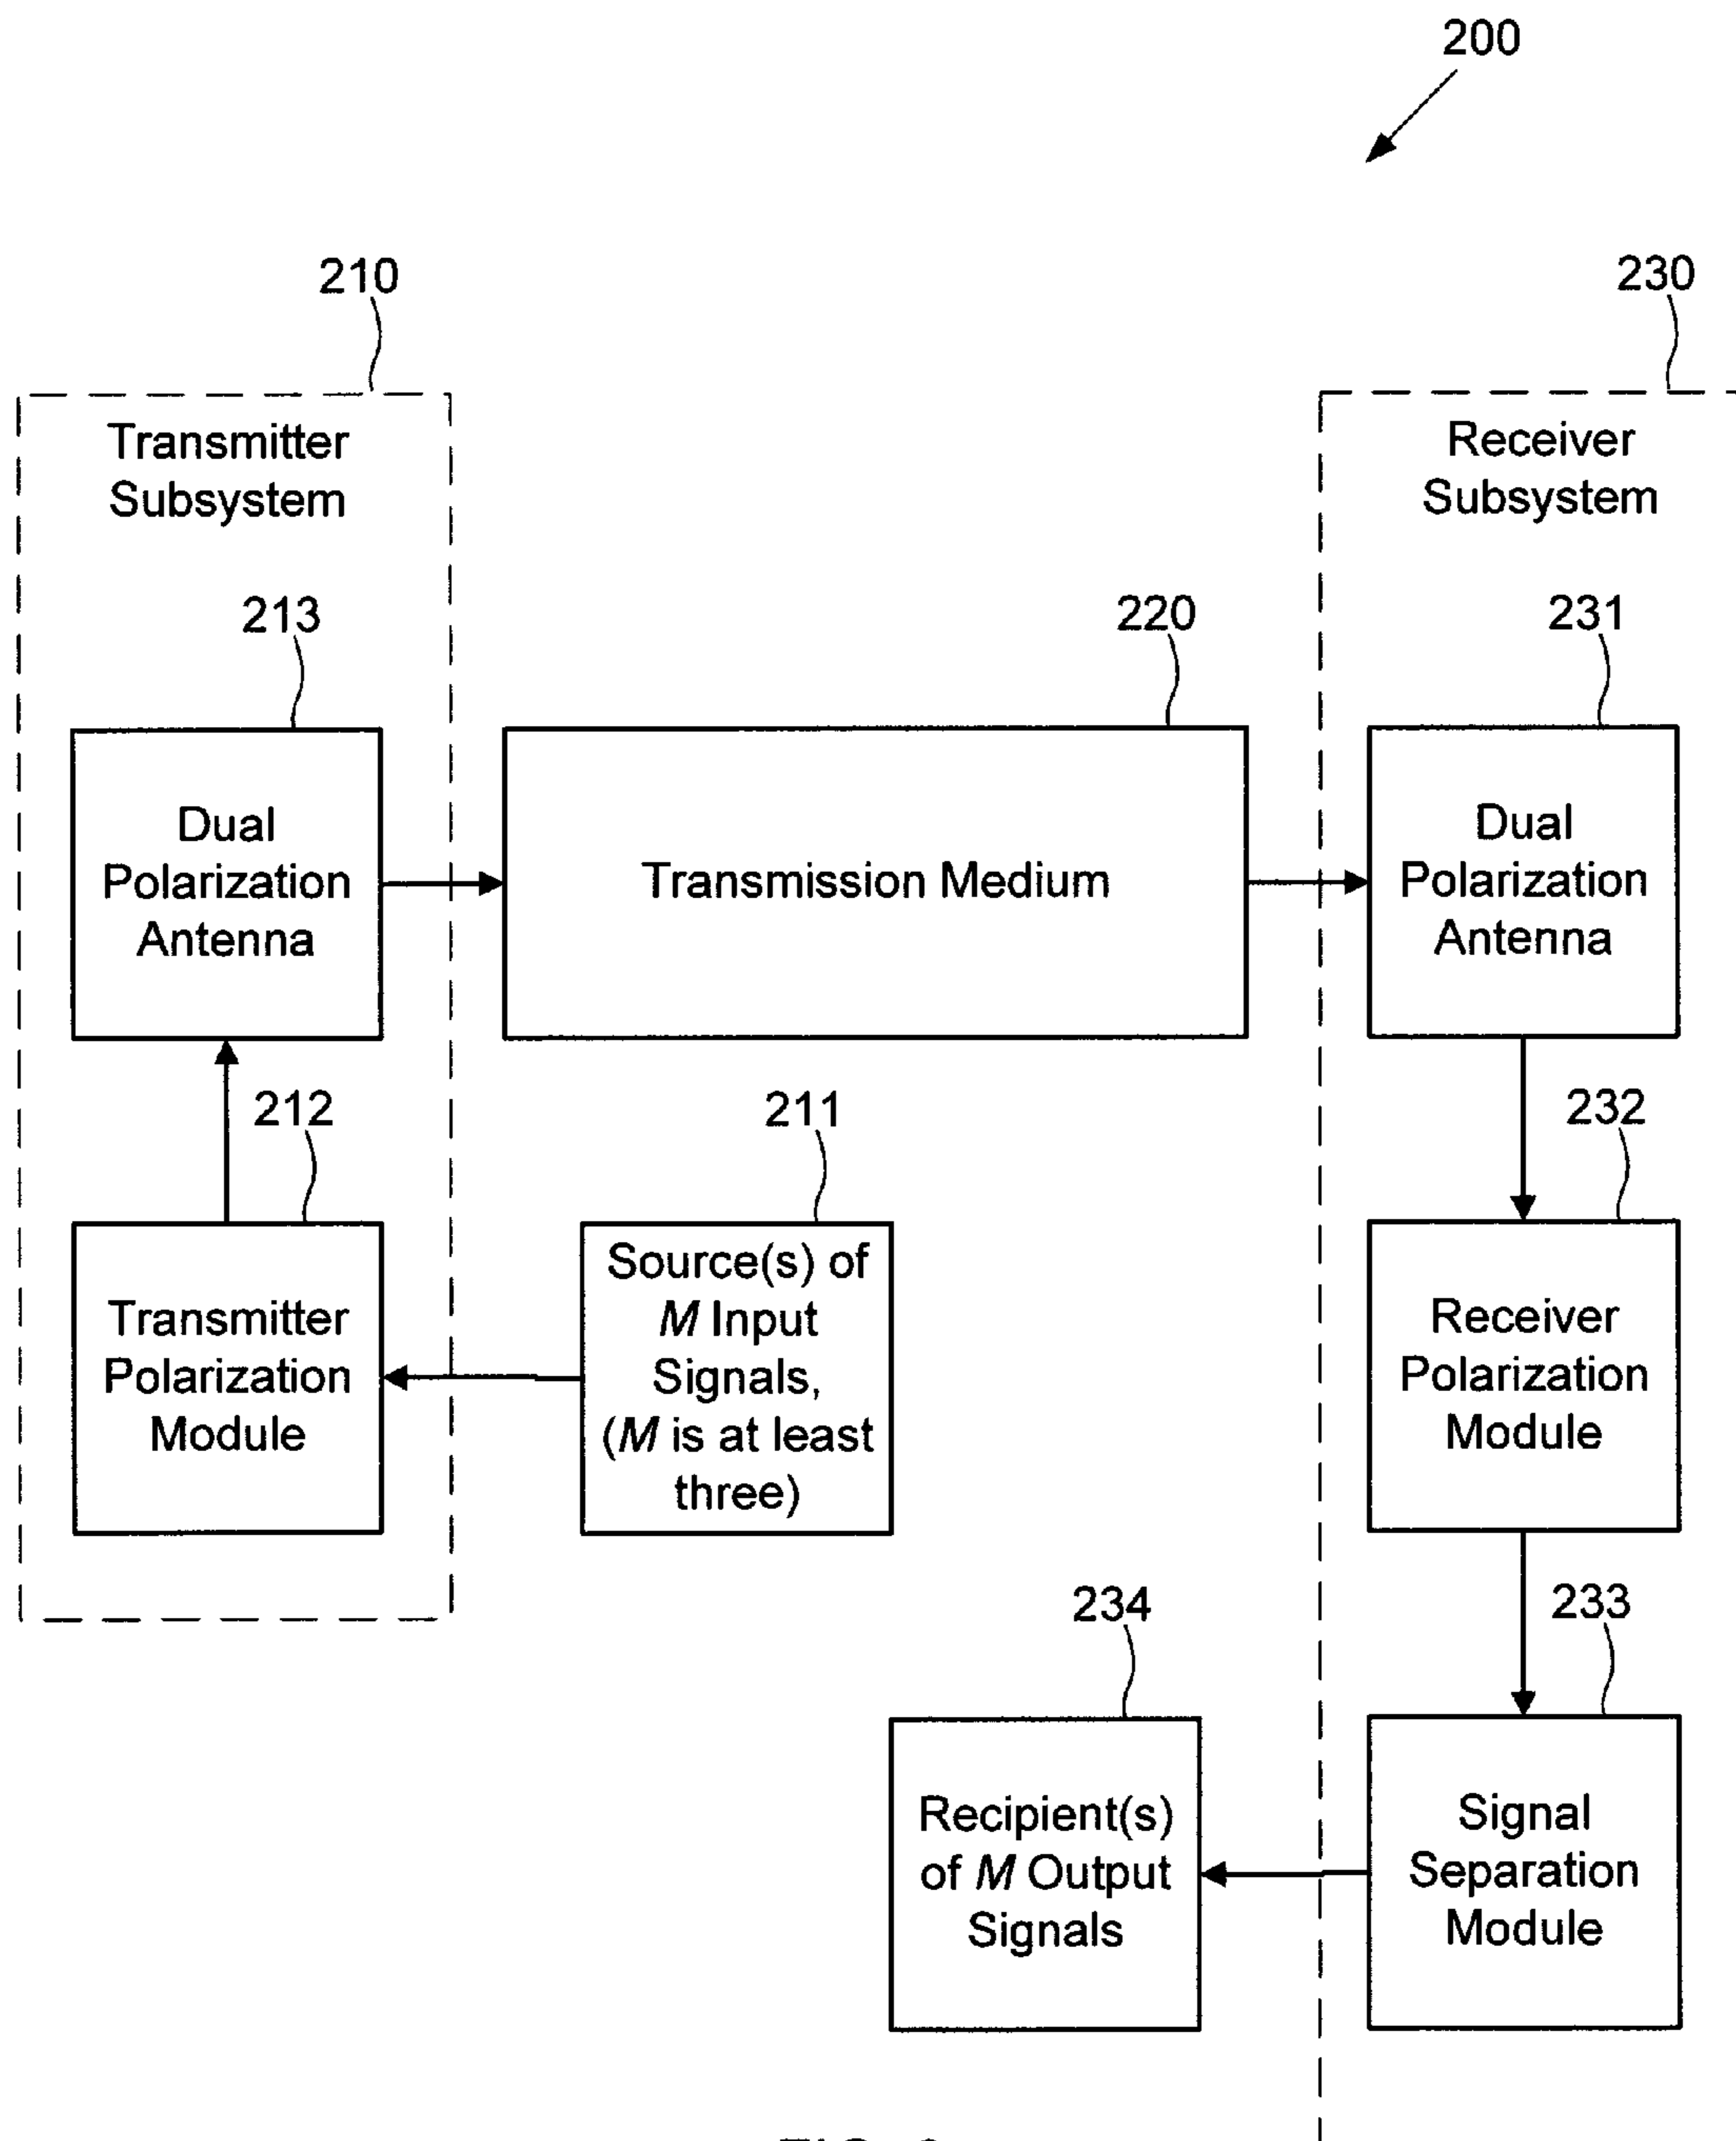 200
210
230
Transmitter
Subsystem
Receiver
Subsystem
213
220
231
Dual
Polarization
Antenna
Transmission Medium
Dual
Polarization
Antenna
212
211
232
Transmitter
Polarization
Module
Source(s) of
M Input
Signals,
(M is at least
three)
Receiver
Polarization
Module
234
233
Recipient(s)
of M Output
Signals
Signal
Separation
Module